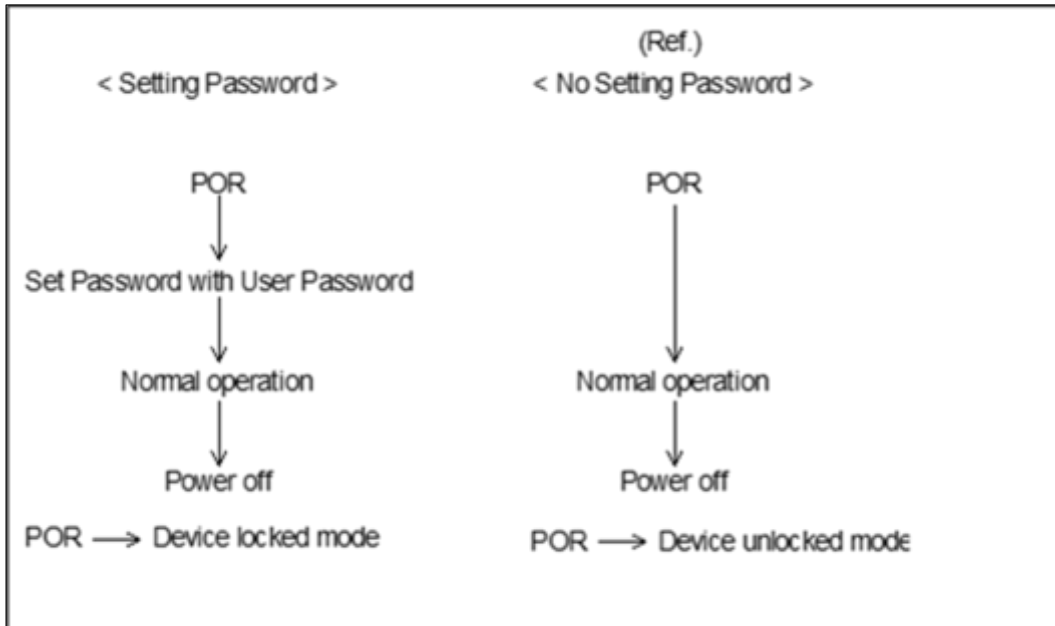 (Ref.)
< Setting Password >
< No Setting Password >
POR
POR
Set Password with User Password
Normal operation
Normal operation
Power off
Power off
POR → Device locked mode
POR → Device unlocked mode